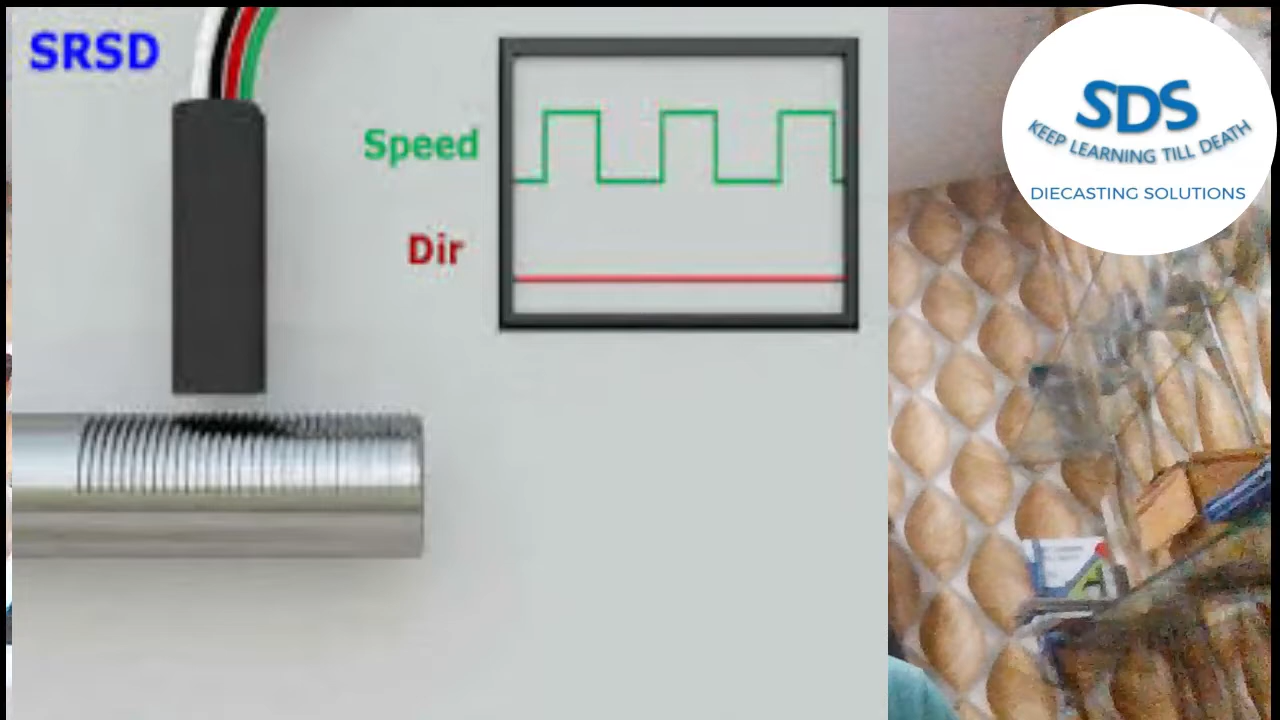 SRSD
Speed
Dir
SDS
KEEP LEARNING TILL DEATH
DIECASTING SOLUTIONS